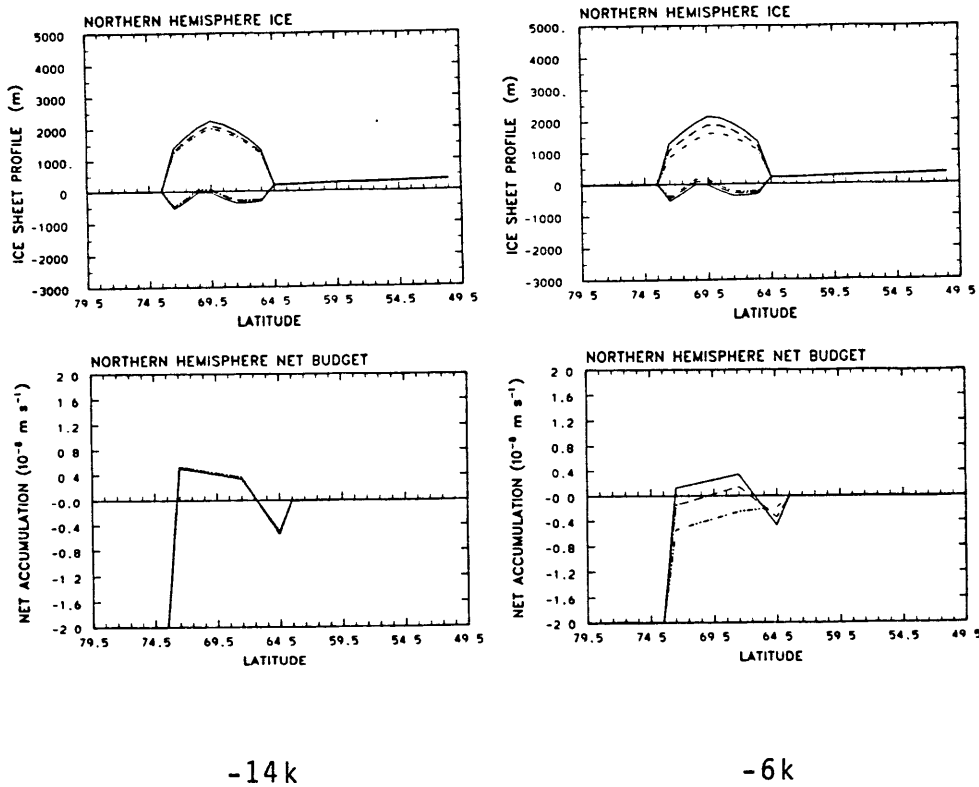 NORTHERN HEMISPHERE ICE
5000
4000
3000
2000
1000.
0
-1000
-2000
-3000
ICE SHEET PROFILE (m)
79 5 74 5 69.5 64 5 59.5 54.5 49 5
LATITUDE
NORTHERN HEMISPHERE ICE
5000.
4000
3000
2000
1000
0
-1000
-2000
-3000
ICE SHEET PROFILE (m)
79 5 74.5 69 5 64 5 59.5 54.5 49 5
LATITUDE
NORTHERN HEMISPHERE NET BUDGET
2 0
1 6
1 2
0.8
0 4
-0.0
-0.4
-0 8
-1 2
-1.6
-2 0
NET ACCUMULATION (10⁻⁸ m s⁻¹)
79.5 74.5 69.5 64.5 59 5 54 5 49 5
LATITUDE
NORTHERN HEMISPHERE NET BUDGET
2 0
1 6
1.2
0.8
0.4
-0 0
-0.4
-0.8
-1 2
-1.6
-2 0
NET ACCUMULATION (10⁻⁸ m s⁻¹)
79.5 74 5 69 5 64 5 59 5 54.5 49 5
LATITUDE
-14k
-6k